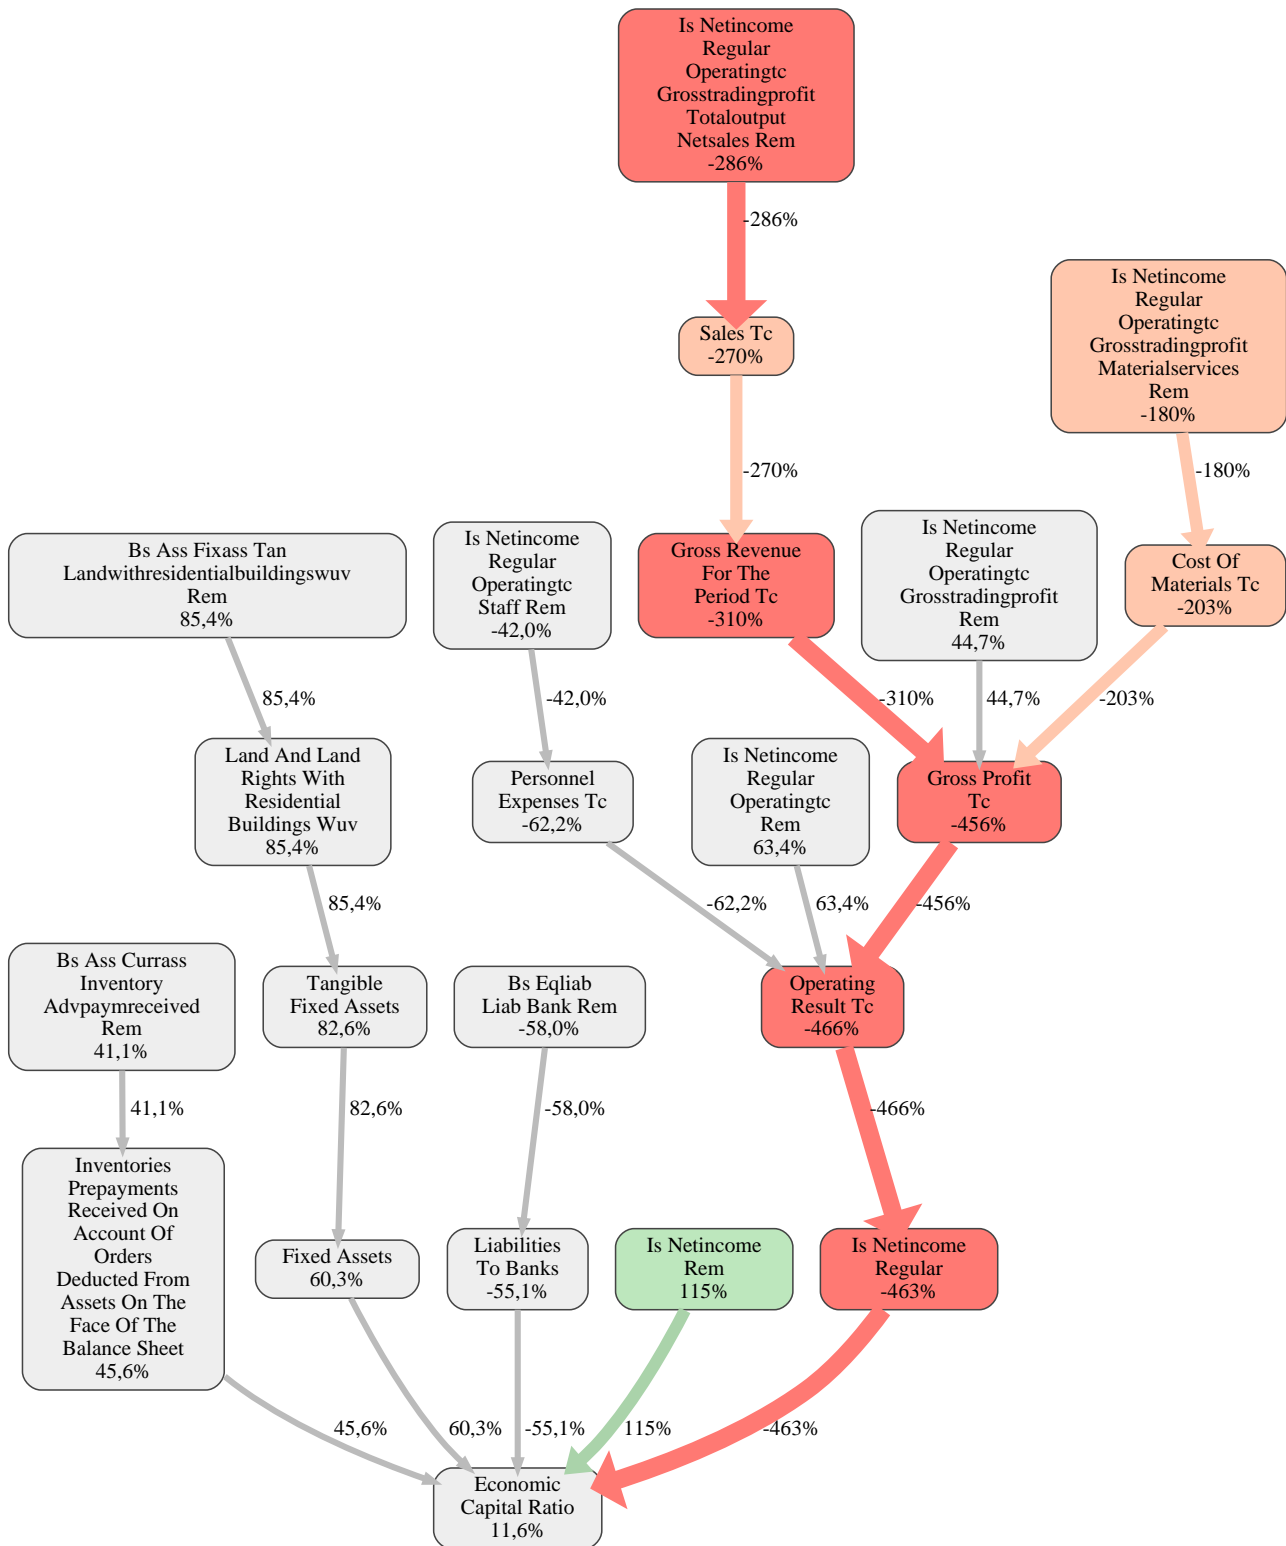 Is Netincome
Regular
Operatingtc
Grosstradingprofit
Totaloutput
Netsales Rem
-286%
-286%
Is Netincome
Regular
Operatingtc
Grosstradingprofit
Materialservices
Rem
-180%
Sales Tc
-270%
-270%
-180%
Bs Ass Fixass Tan
Landwithresidentialbuildingswuv
Rem
85,4%
Is Netincome
Regular
Operatingtc
Staff Rem
-42,0%
Gross Revenue
For The
Period Tc
-310%
Is Netincome
Regular
Operatingtc
Grosstradingprofit
Rem
44,7%
Cost Of
Materials Tc
-203%
85,4%
-42,0%
-310%
44,7%
-203%
Land And Land
Rights With
Residential
Buildings Wuv
85,4%
Personnel
Expenses Tc
-62,2%
Is Netincome
Regular
Operatingtc
Rem
63,4%
Gross Profit
Tc
-456%
85,4%
-62,2%
63,4%
-456%
Bs Ass Currass
Inventory
Advpaymreceived
Rem
41,1%
Tangible
Fixed Assets
82,6%
Bs Eqliab
Liab Bank Rem
-58,0%
Operating
Result Tc
-466%
41,1%
82,6%
-58,0%
-466%
Inventories
Prepayments
Received On
Account Of
Orders
Deducted From
Assets On The
Face Of The
Balance Sheet
45,6%
Fixed Assets
60,3%
Liabilities
To Banks
-55,1%
Is Netincome
Rem
115%
Is Netincome
Regular
-463%
45,6%
60,3%
-55,1%
115%
-463%
Economic
Capital Ratio
11,6%